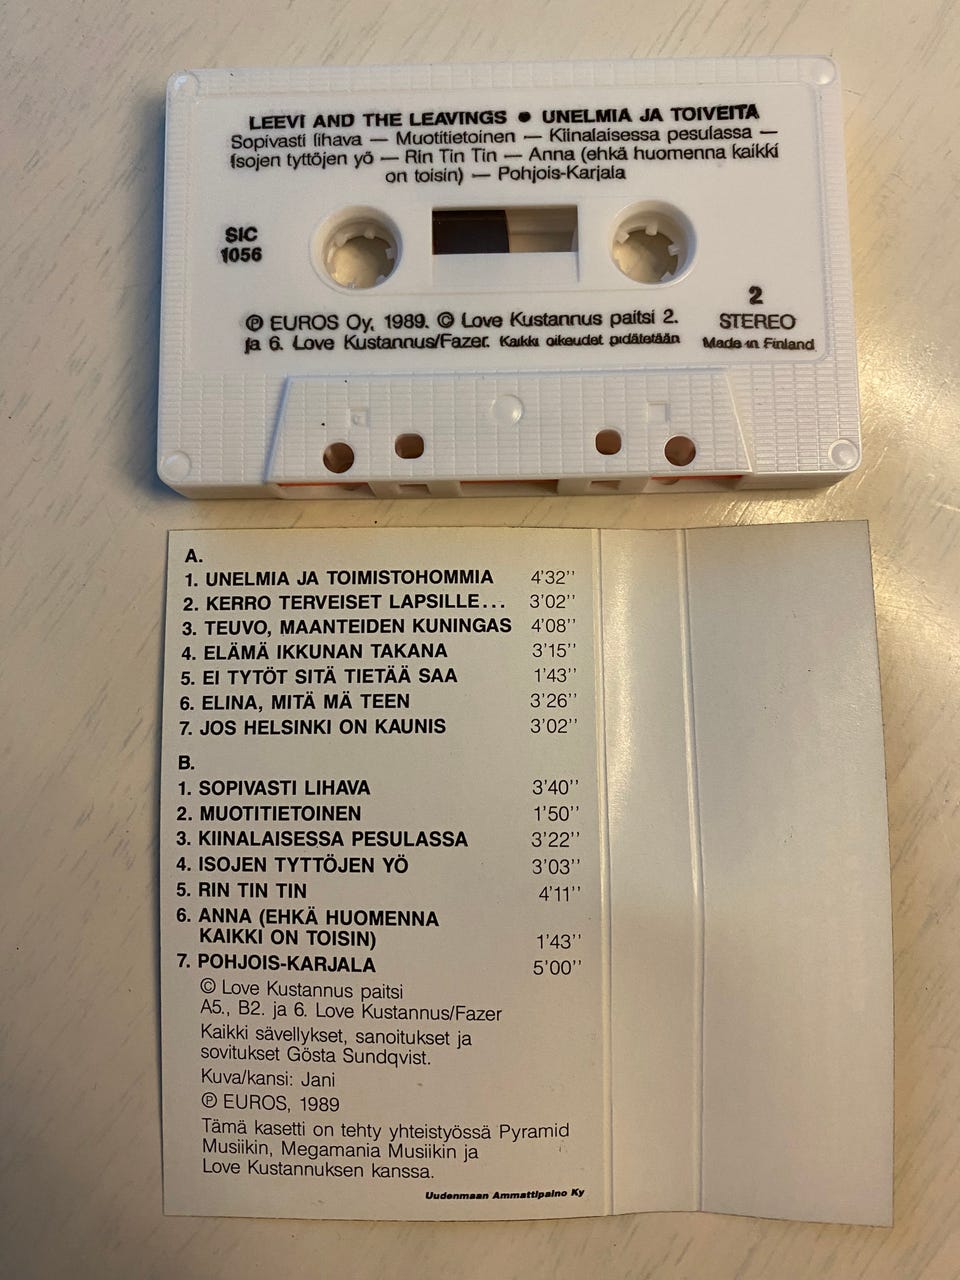 LEEVI AND THE LEAVINGS ● UNELMIA JA TOIVEITA
Sopivasti lihava — Muotitietoinen — Kiinalaisessa pesulassa —
Isojen tyttöjen yö — Rin Tin Tin — Anna (ehkä huomenna kaikki
on toisin) — Pohjois-Karjala
SIC
1056
℗ EUROS Oy, 1989. © Love Kustannus paitsi 2.
ja 6. Love Kustannus/Fazer. Kaikki oikeudet pidätetään
2
STEREO
Made in Finland
A.
1. UNELMIA JA TOIMISTOHOMMIA 4'32''
2. KERRO TERVEISET LAPSILLE... 3'02''
3. TEUVO, MAANTEIDEN KUNINGAS 4'08''
4. ELÄMÄ IKKUNAN TAKANA 3'15''
5. EI TYTÖT SITÄ TIETÄÄ SAA 1'43''
6. ELINA, MITÄ MÄ TEEN 3'26''
7. JOS HELSINKI ON KAUNIS 3'02''
B.
1. SOPIVASTI LIHAVA 3'40''
2. MUOTITIETOINEN 1'50''
3. KIINALAISESSA PESULASSA 3'22''
4. ISOJEN TYTTÖJEN YÖ 3'03''
5. RIN TIN TIN 4'11''
6. ANNA (EHKÄ HUOMENNA
KAIKKI ON TOISIN) 1'43''
7. POHJOIS-KARJALA 5'00''
© Love Kustannus paitsi
A5., B2. ja 6. Love Kustannus/Fazer
Kaikki sävellykset, sanoitukset ja
sovitukset Gösta Sundqvist.
Kuva/kansi: Jani
℗ EUROS, 1989
Tämä kasetti on tehty yhteistyössä Pyramid
Musiikin, Megamania Musiikin ja
Love Kustannuksen kanssa.
Uudenmaan Ammattipaino Ky